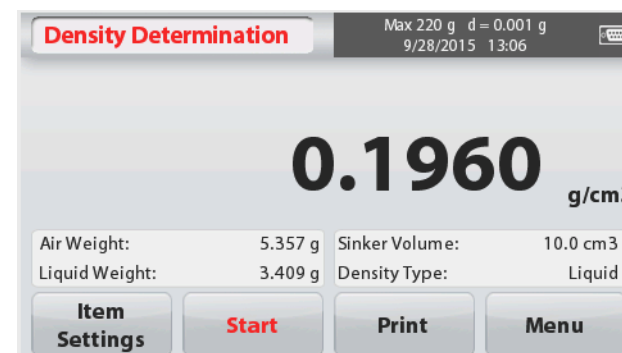 Density Determination
Max 220 g d = 0.001 g
9/28/2015 13:06
0.1960
g/cm
Air Weight: 5.357 g Sinker Volume: 10.0 cm3
Liquid Weight: 3.409 g Density Type: Liquid
Item Settings
Start
Print
Menu